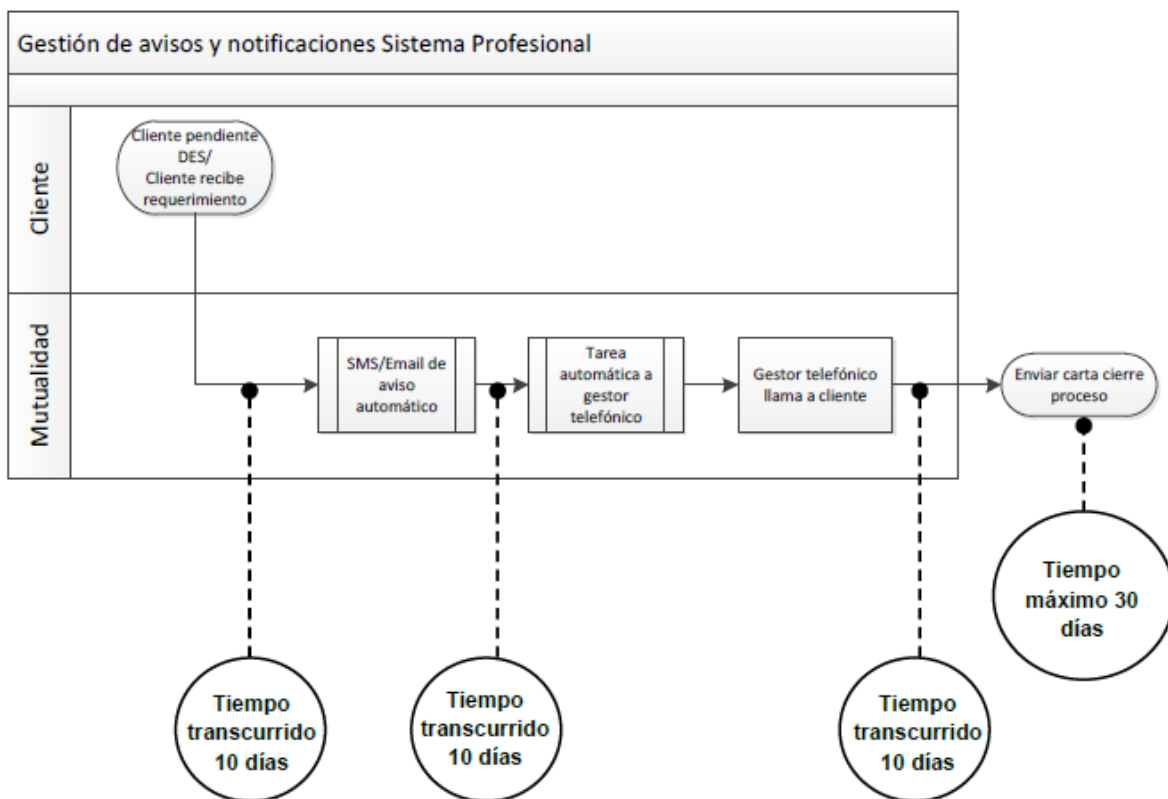 Gestión de avisos y notificaciones Sistema Profesional
Cliente
Cliente pendiente
DES/
Cliente recibe
requerimiento
Mutualidad
SMS/Email de
aviso
automático
Tarea
automática a
gestor
telefónico
Gestor telefónico
llama a cliente
Enviar carta cierre
proceso
Tiempo
máximo 30
días
Tiempo
transcurrido
10 días
Tiempo
transcurrido
10 días
Tiempo
transcurrido
10 días